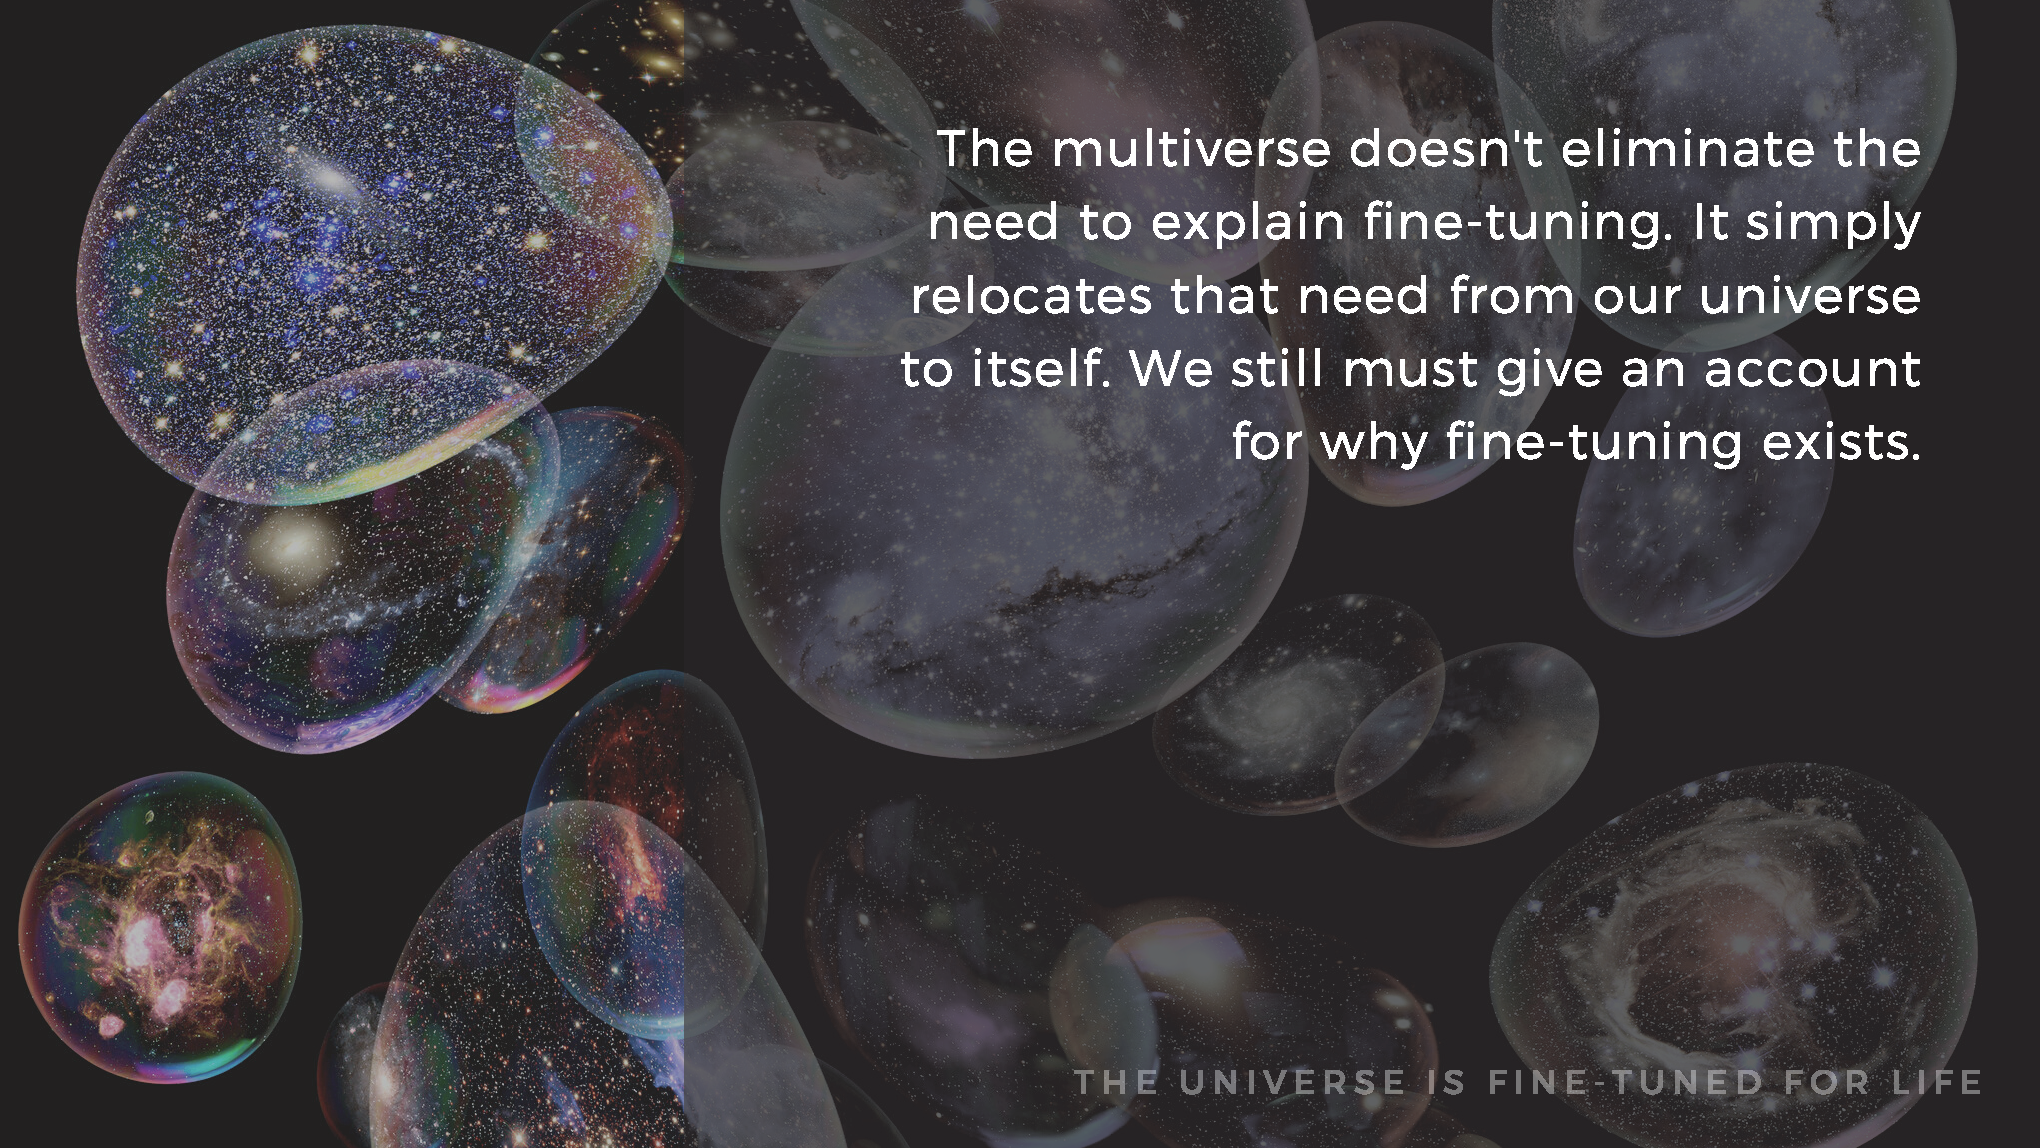 The multiverse doesn't eliminate the
need to explain fine-tuning. It simply
relocates that need from our universe
to itself. We still must give an account
for why fine-tuning exists.
THE UNIVERSE IS FINE-TUNED FOR LIFE